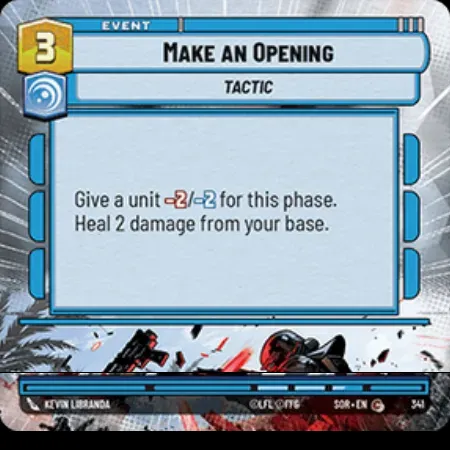 EVENT
3
MAKE AN OPENING
TACTIC
Give a unit -2/-2 for this phase.
Heal 2 damage from your base.
KEVIN LIBRANDA
©LFL ©FFG
SOR • EN
341